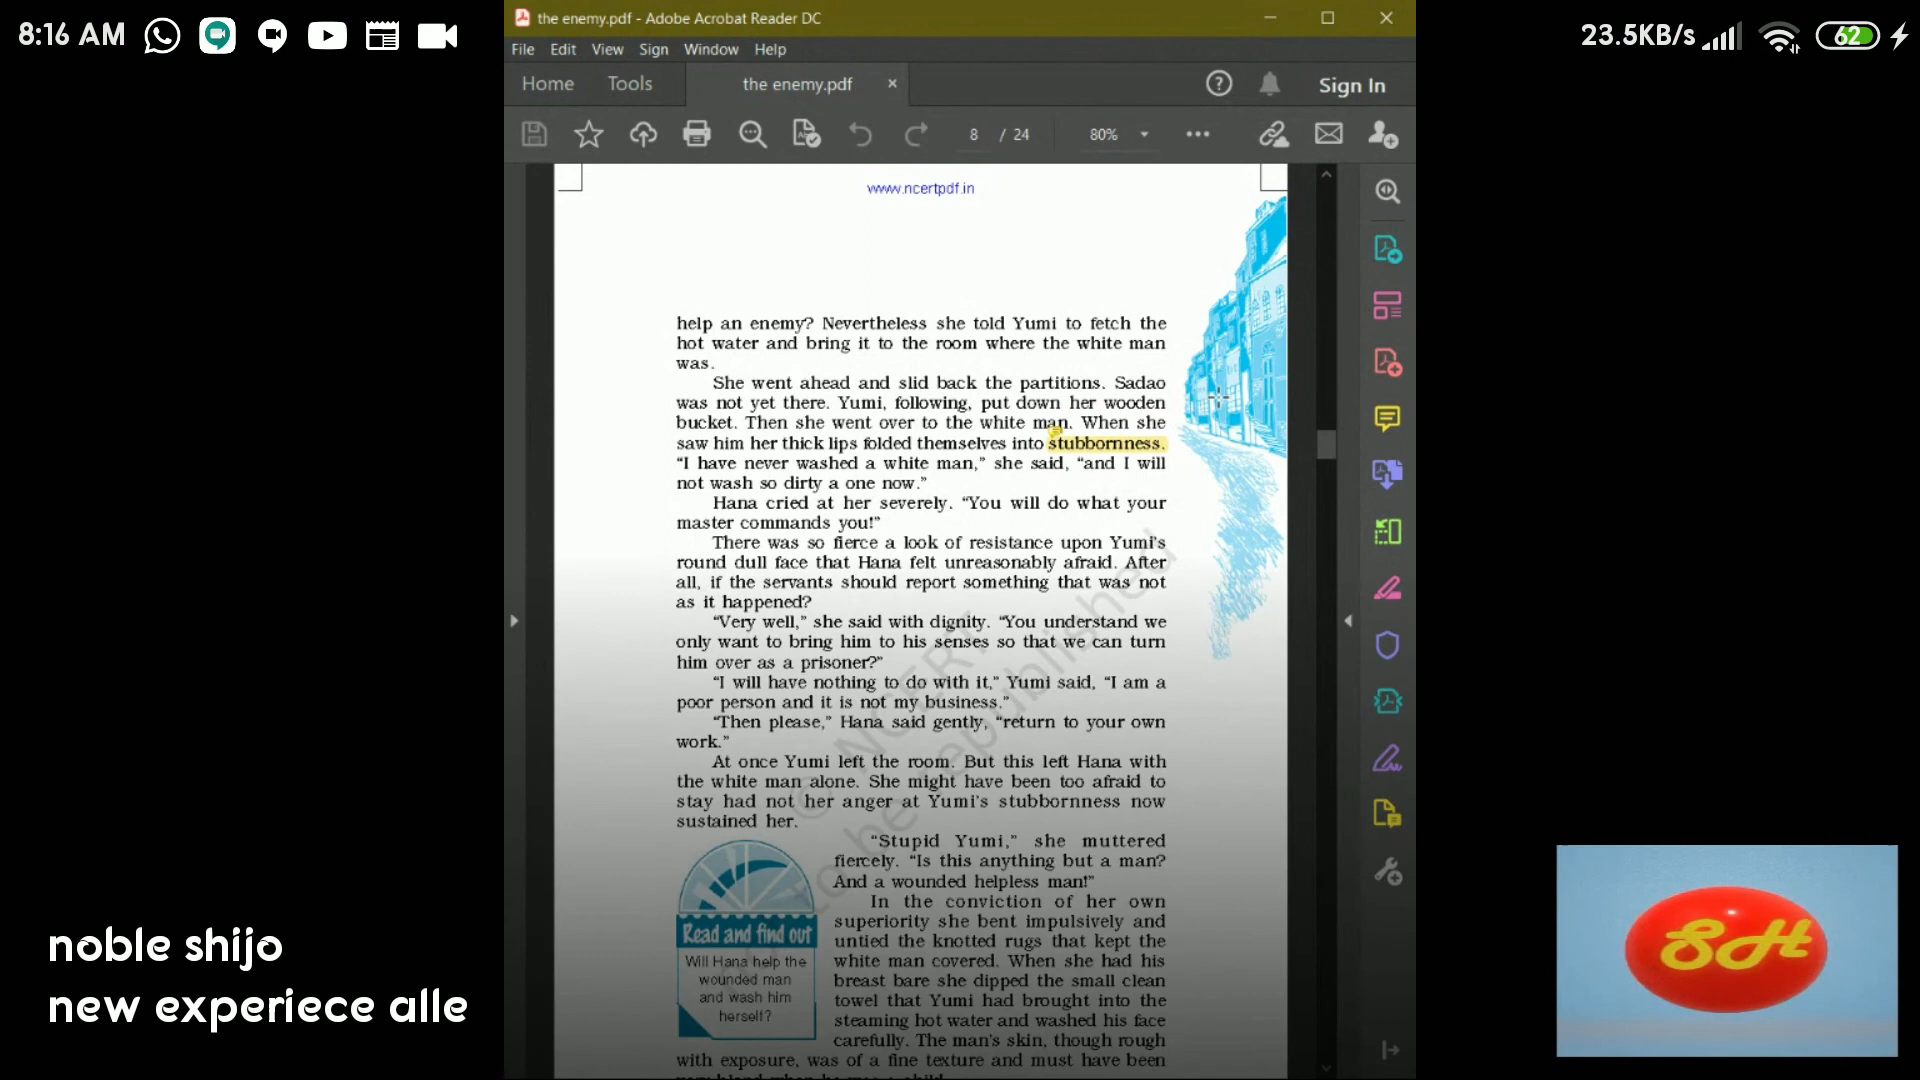 8:16 AM
23.5KB/s
62
the enemy.pdf - Adobe Acrobat Reader DC
File Edit View Sign Window Help
Home Tools the enemy.pdf × Sign In
8 / 24 80%
www.ncertpdf.in
help an enemy? Nevertheless she told Yumi to fetch the
hot water and bring it to the room where the white man
was.
She went ahead and slid back the partitions. Sadao
was not yet there. Yumi, following, put down her wooden
bucket. Then she went over to the white man. When she
saw him her thick lips folded themselves into stubbornness.
“I have never washed a white man,” she said, “and I will
not wash so dirty a one now.”
Hana cried at her severely. “You will do what your
master commands you!”
There was so fierce a look of resistance upon Yumi’s
round dull face that Hana felt unreasonably afraid. After
all, if the servants should report something that was not
as it happened?
“Very well,” she said with dignity. “You understand we
only want to bring him to his senses so that we can turn
him over as a prisoner?”
“I will have nothing to do with it,” Yumi said, “I am a
poor person and it is not my business.”
“Then please,” Hana said gently, “return to your own
work.”
At once Yumi left the room. But this left Hana with
the white man alone. She might have been too afraid to
stay had not her anger at Yumi’s stubbornness now
sustained her.
“Stupid Yumi,” she muttered
fiercely. “Is this anything but a man?
And a wounded helpless man!”
In the conviction of her own
superiority she bent impulsively and
untied the knotted rugs that kept the
white man covered. When she had his
breast bare she dipped the small clean
towel that Yumi had brought into the
steaming hot water and washed his face
carefully. The man’s skin, though rough
with exposure, was of a fine texture and must have been
Read and find out
Will Hana help the
wounded man
and wash him
herself?
© NCERT
not to be republished
noble shijo
new experiece alle
SH